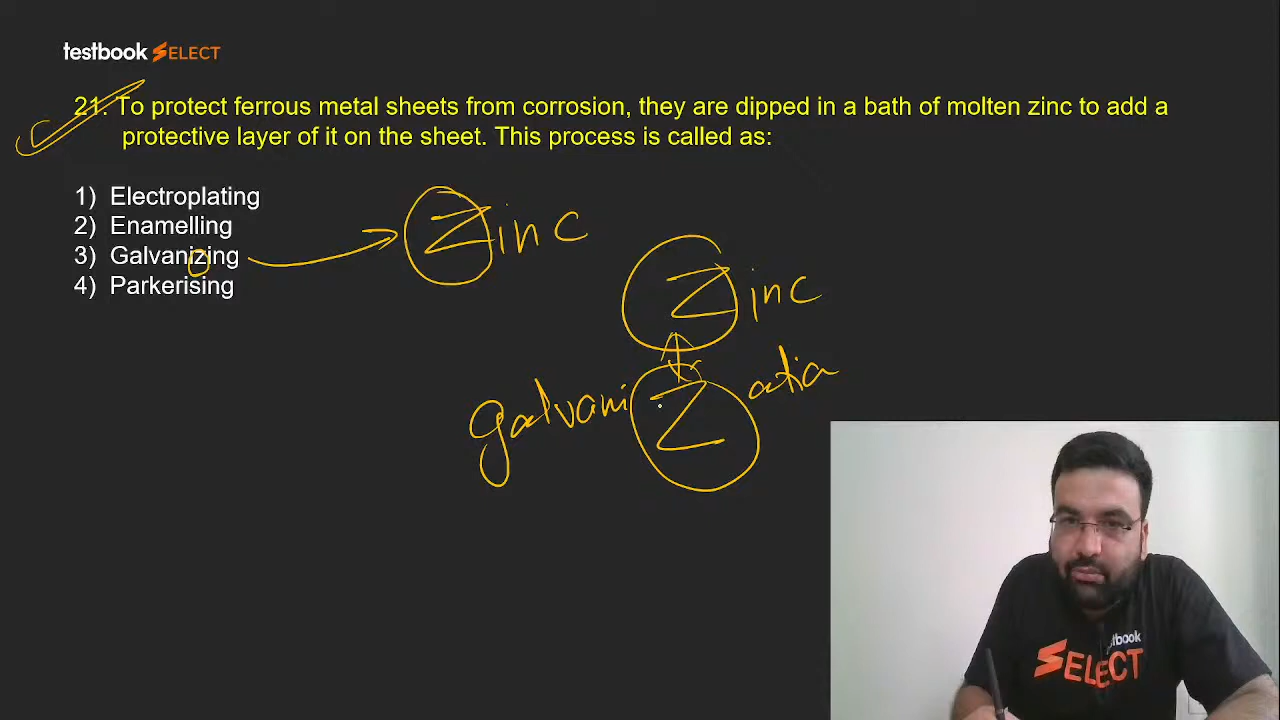 testbook SELECT
21. To protect ferrous metal sheets from corrosion, they are dipped in a bath of molten zinc to add a
protective layer of it on the sheet. This process is called as:
1) Electroplating
2) Enamelling
3) Galvanizing
4) Parkerising
Zinc
Zinc
galvaniZatia
testbook
SELECT